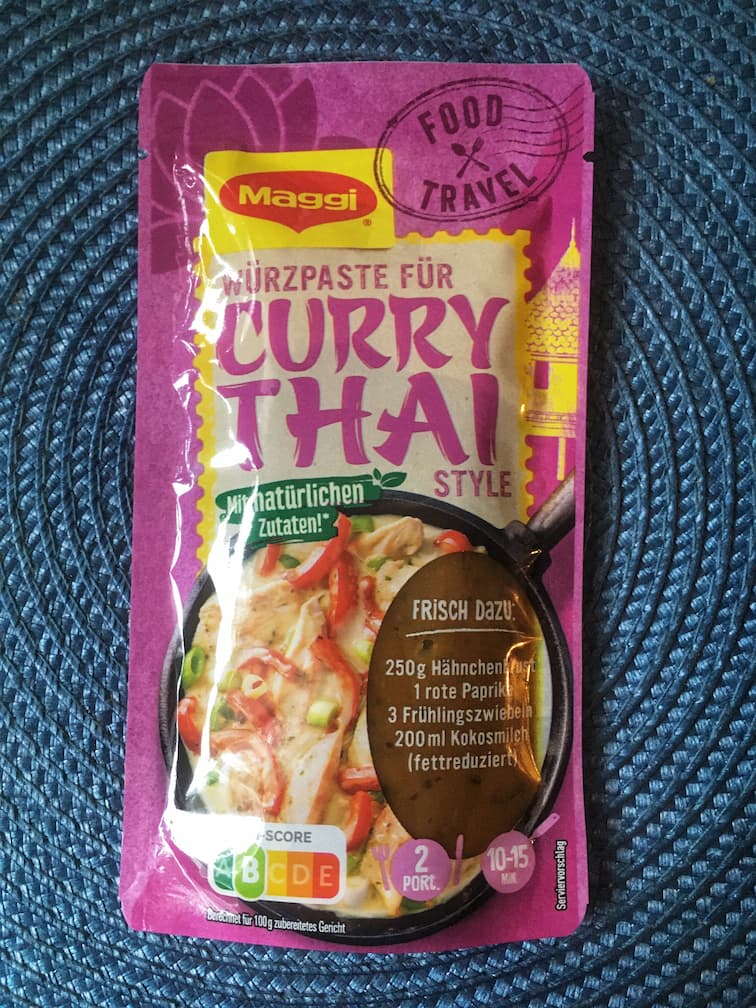 FOOD
TRAVEL
Maggi
®
WÜRZPASTE FÜR
CURRY
THAI
STYLE
Mit natürlichen
Zutaten!*
FRISCH DAZU:
250g Hähnchenbrust
1 rote Paprika
3 Frühlingszwiebeln
200ml Kokosmilch
(fettreduziert)
-SCORE
A B C D E
2
PORT.
10-15
MIN.
Serviervorschlag
Berechnet für 100g zubereitetes Gericht